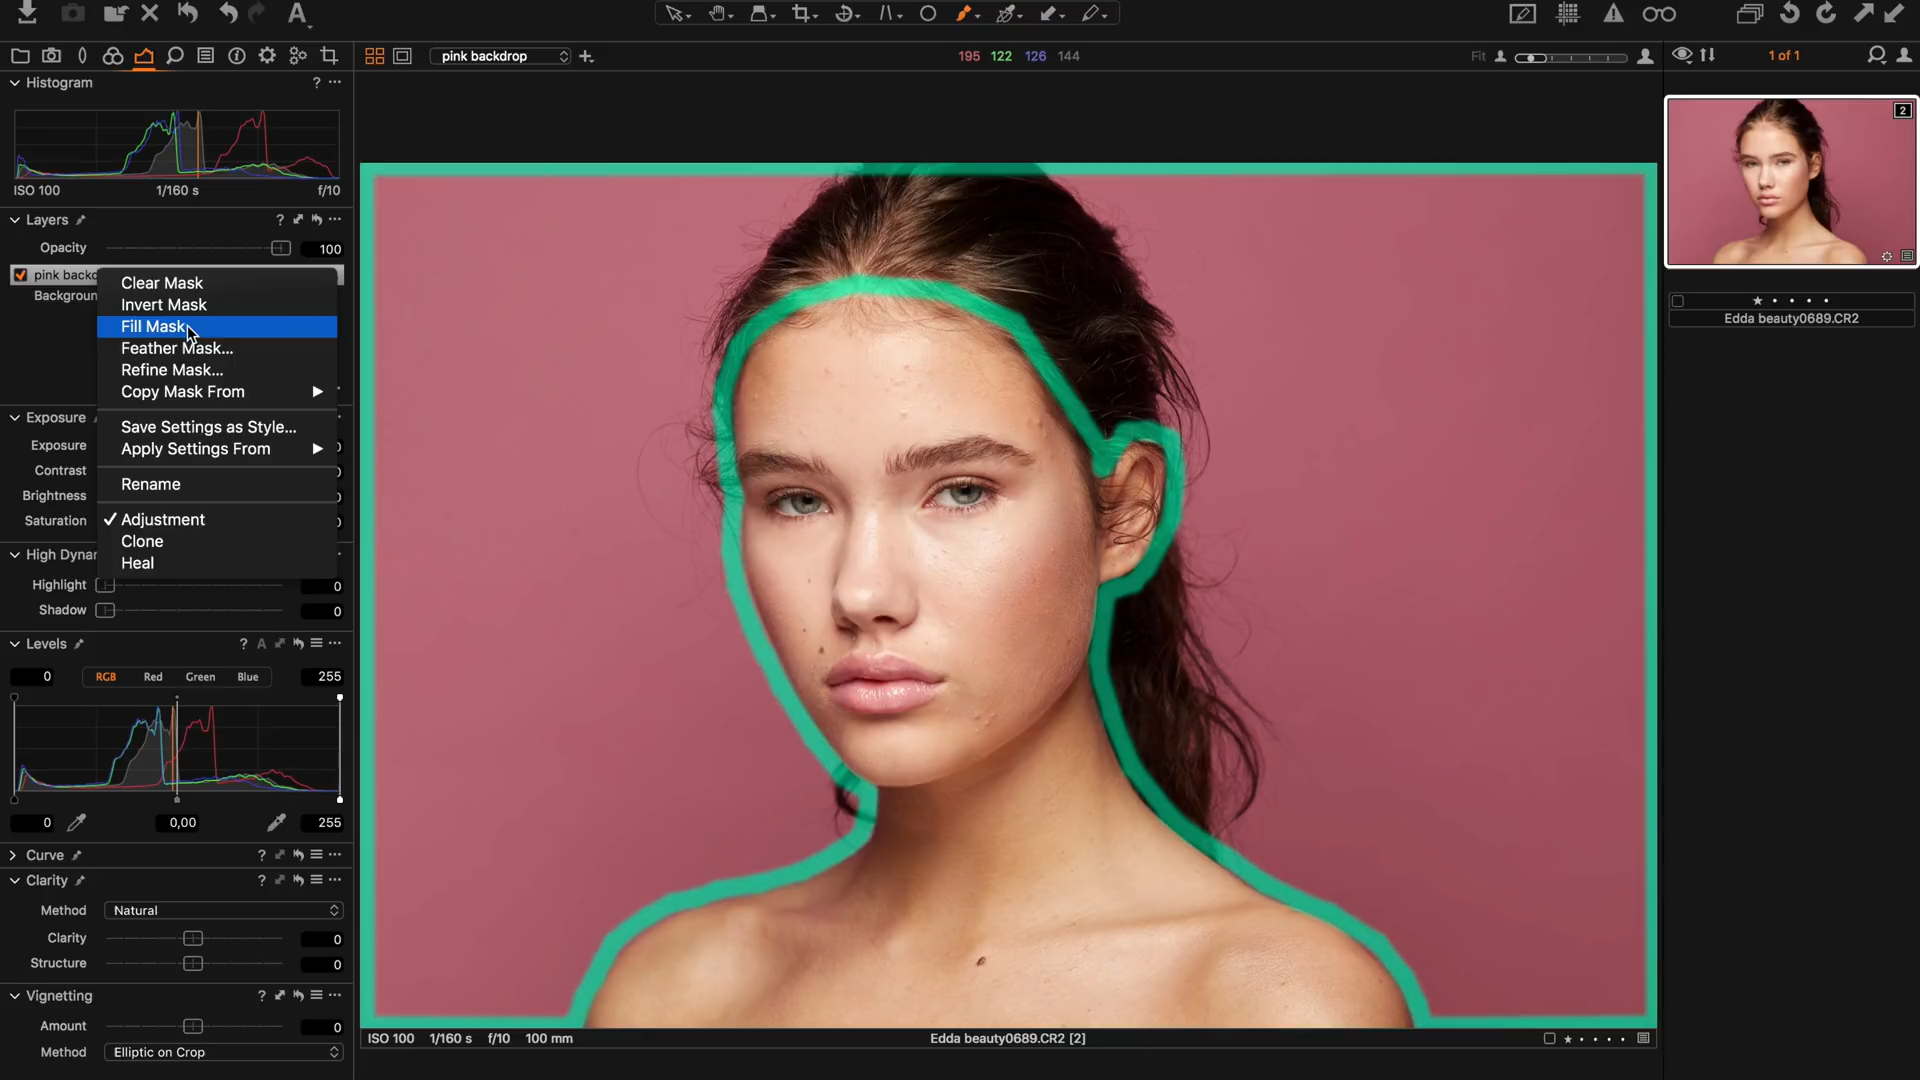 A
pink backdrop
195 122 126 144
Fit
1 of 1
Histogram ?
ISO 100 1/160 s f/10
Layers ?
Opacity 100
pink backd
Backgroun
Clear Mask
Invert Mask
Fill Mask
Feather Mask...
Refine Mask...
Copy Mask From
Save Settings as Style...
Apply Settings From
Rename
Adjustment
Clone
Heal
Exposure
Exposure
Contrast
Brightness
Saturation
High Dynar
Highlight 0
Shadow 0
Levels ? A
0 RGB Red Green Blue 255
0 0,00 255
Curve ?
Clarity ?
Method Natural
Clarity 0
Structure 0
Vignetting ?
Amount 0
Method Elliptic on Crop
ISO 100 1/160 s f/10 100 mm
Edda beauty0689.CR2 [2]
2
Edda beauty0689.CR2